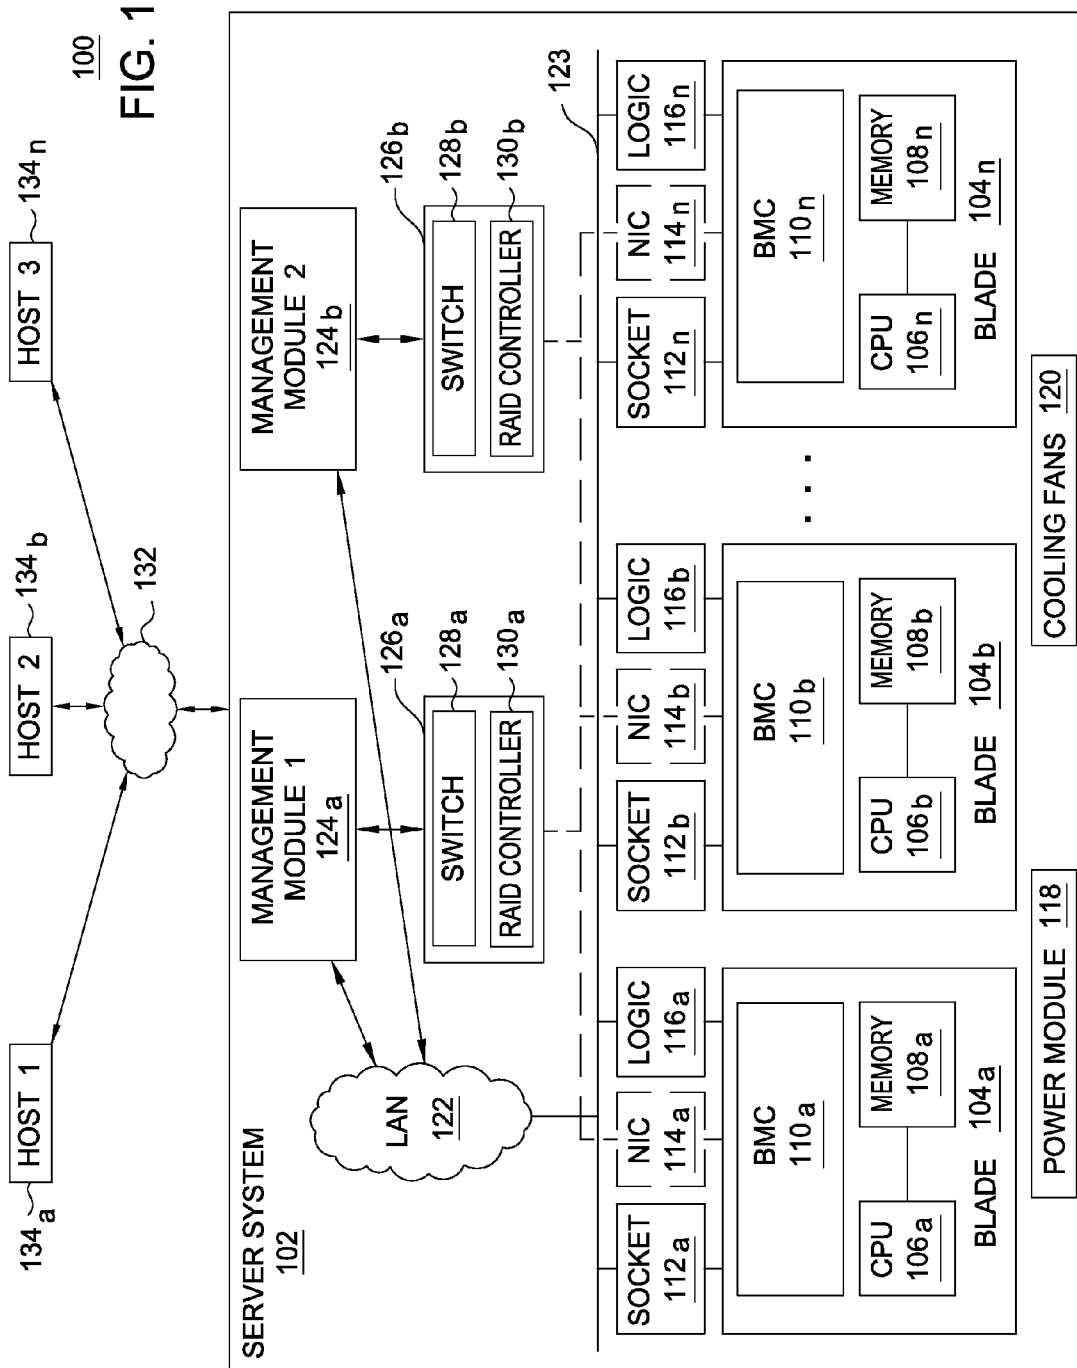 100
FIG. 1
HOST 1
134a
HOST 2
134b
HOST 3
134n
132
SERVER SYSTEM
102
MANAGEMENT
MODULE 1
124a
MANAGEMENT
MODULE 2
124b
LAN
122
126a
SWITCH
128a
RAID CONTROLLER
130a
126b
SWITCH
128b
RAID CONTROLLER
130b
123
SOCKET
112a
NIC
114a
LOGIC
116a
SOCKET
112b
NIC
114b
LOGIC
116b
SOCKET
112n
NIC
114n
LOGIC
116n
BMC
110a
CPU
106a
MEMORY
108a
BLADE 104a
BMC
110b
CPU
106b
MEMORY
108b
BLADE 104b
. . .
BMC
110n
CPU
106n
MEMORY
108n
BLADE 104n
POWER MODULE 118
COOLING FANS 120